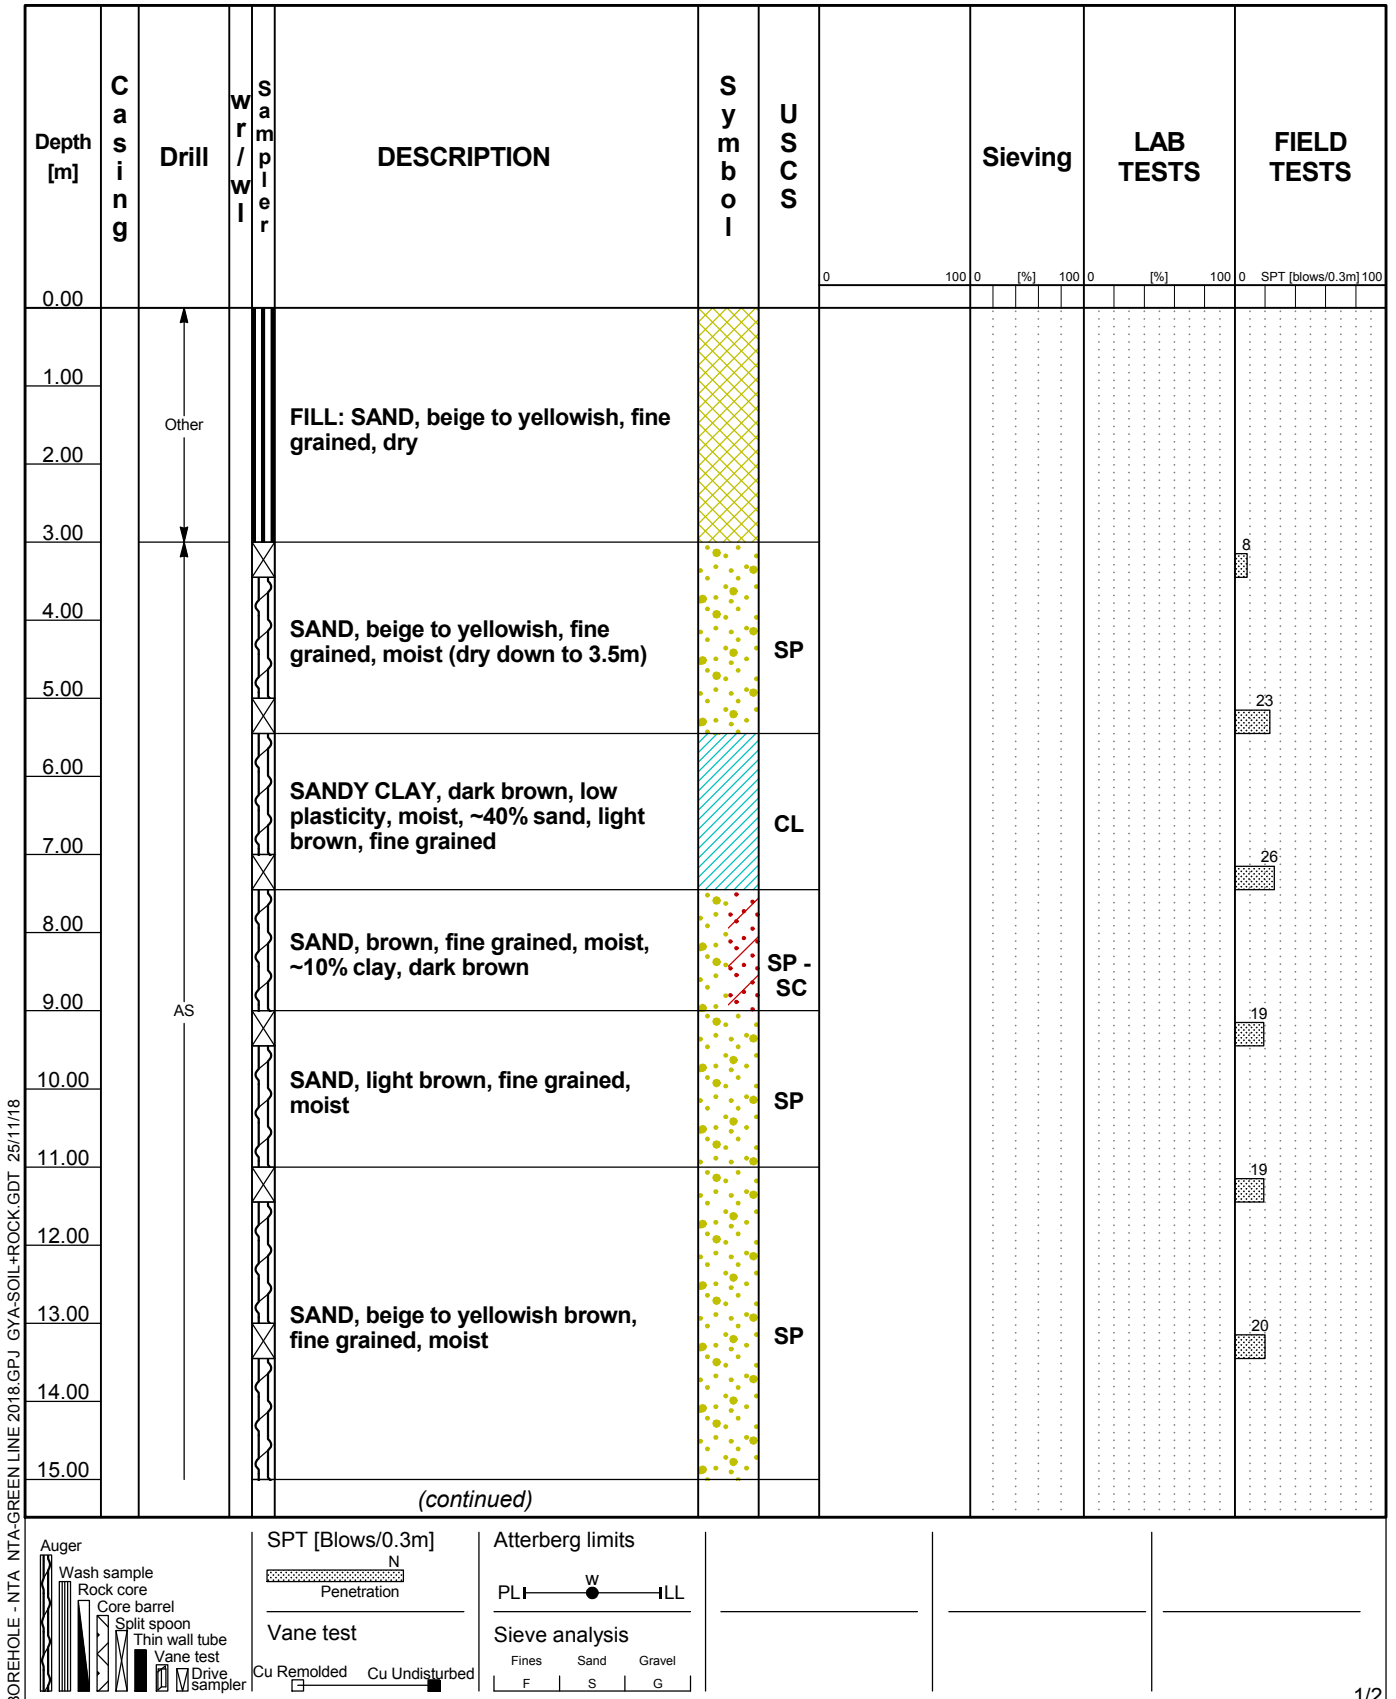 Depth
[m]
Casing
Drill
wr/wl
Sampler
DESCRIPTION
Symbol
USCS
Sieving
LAB
TESTS
FIELD
TESTS
0 100 0 [%] 100 0 [%] 100 0 SPT [blows/0.3m] 100
0.00
1.00
Other
FILL: SAND, beige to yellowish, fine
grained, dry
2.00
3.00
8
4.00
SAND, beige to yellowish, fine
grained, moist (dry down to 3.5m)
SP
5.00
23
6.00
SANDY CLAY, dark brown, low
plasticity, moist, ~40% sand, light
brown, fine grained
CL
7.00
26
8.00
SAND, brown, fine grained, moist,
~10% clay, dark brown
SP -
SC
9.00
AS
19
10.00
SAND, light brown, fine grained,
moist
SP
11.00
19
12.00
13.00
SAND, beige to yellowish brown,
fine grained, moist
SP
20
14.00
15.00
(continued)
BOREHOLE - NTA NTA-GREEN LINE 2018.GPJ GYA-SOIL+ROCK.GDT 25/11/18
Auger
Wash sample
Rock core
Core barrel
Split spoon
Thin wall tube
Vane test
Drive
sampler
SPT [Blows/0.3m]
N
Penetration
Vane test
Cu Remolded Cu Undisturbed
Atterberg limits
W
PL LL
Sieve analysis
Fines Sand Gravel
F S G
1/2